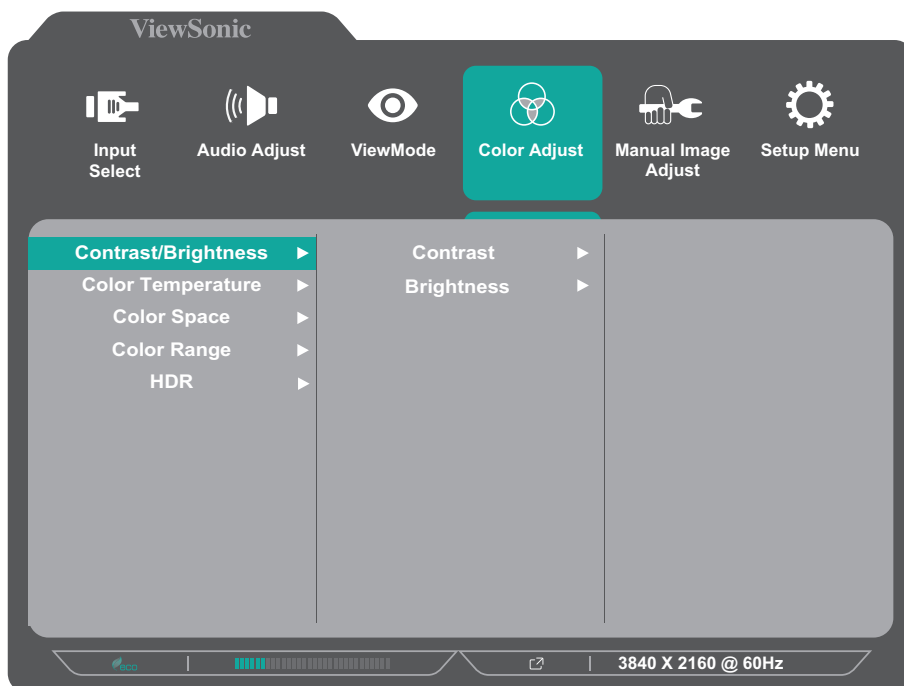 ViewSonic
Input
Select
Audio Adjust
ViewMode
Color Adjust
Manual Image
Adjust
Setup Menu
Contrast/Brightness
Color Temperature
Color Space
Color Range
HDR
Contrast
Brightness
eco
3840 X 2160 @ 60Hz